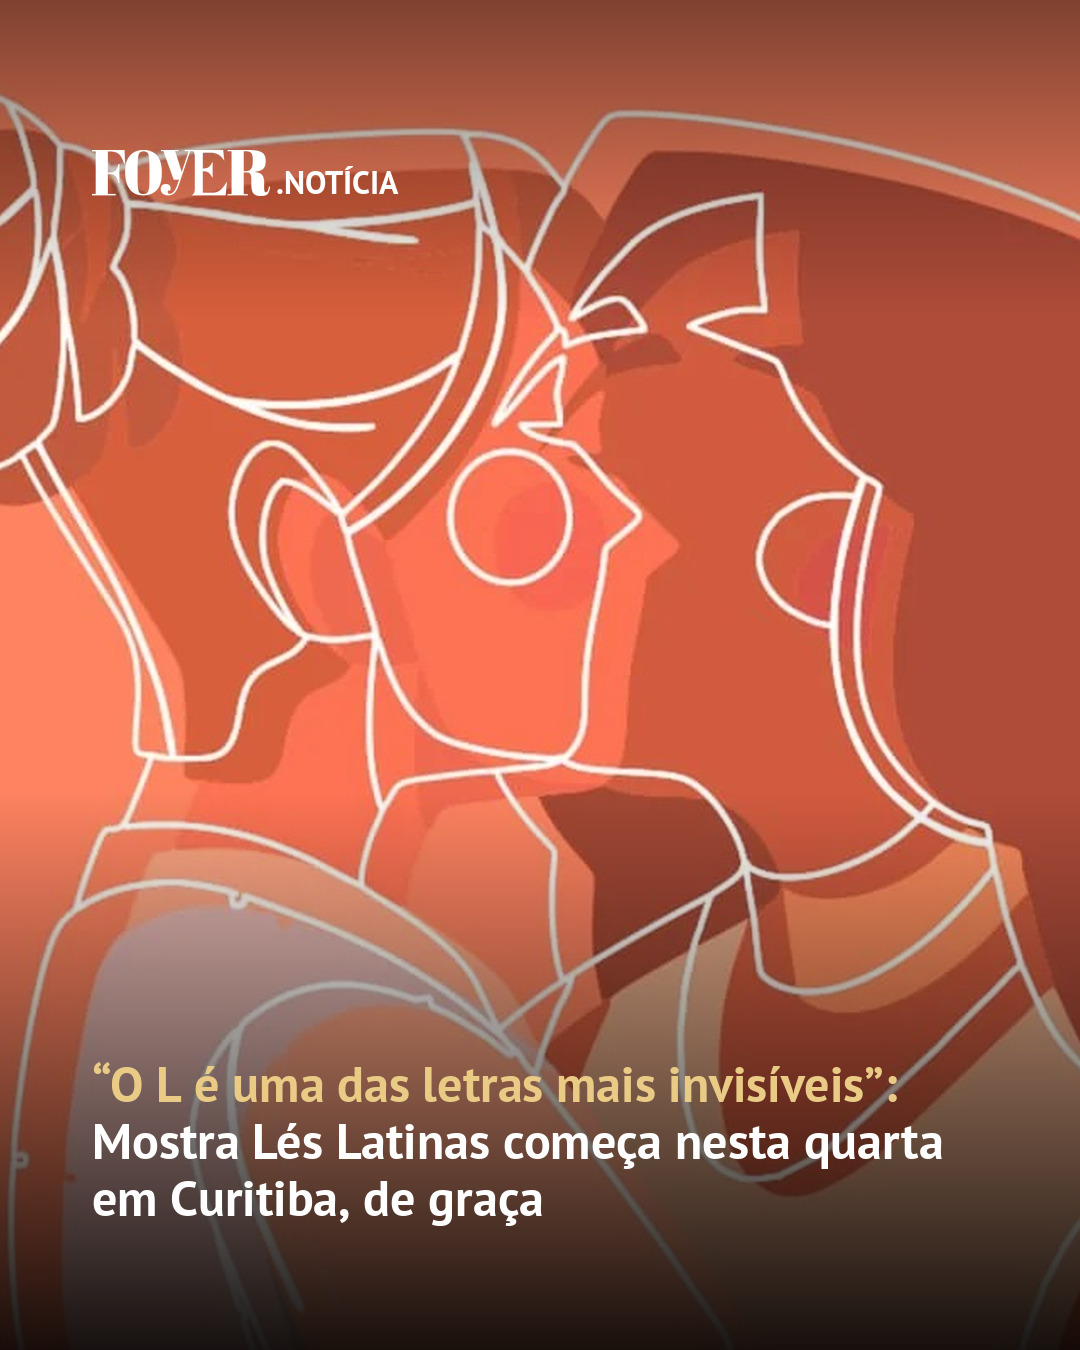 FOYER.NOTÍCIA
“O L é uma das letras mais invisíveis”:
Mostra Lés Latinas começa nesta quarta
em Curitiba, de graça